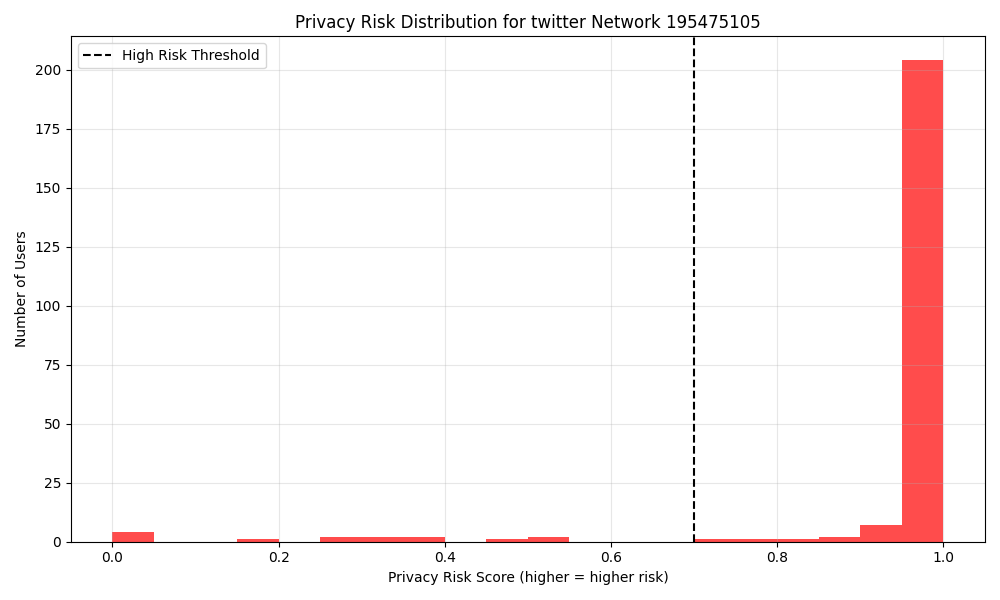 Privacy Risk Distribution for twitter Network 195475105
High Risk Threshold
200
175
150
125
100
75
50
25
0
Number of Users
0.0 0.2 0.4 0.6 0.8 1.0
Privacy Risk Score (higher = higher risk)